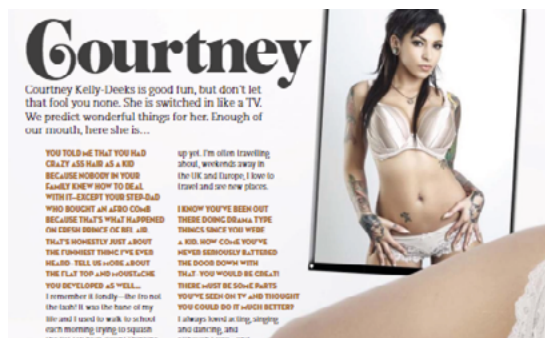 Courtney
Courtney Kelly-Deeks is good fun, but don't let
that fool you none. She is switched in like a TV.
We predict wonderful things for her. Enough of
our mouth, here she is...
YOU TOLD ME THAT YOU HAD
CRAZY ASS HAIR AS A KID
BECAUSE NOBODY IN YOUR
FAMILY KNEW HOW TO DEAL
WITH IT—EXCEPT YOUR STEP-DAD
WHO BOUGHT AN AFRO COMB
BECAUSE THAT'S WHAT HAPPENED
ON FRESH PRINCE OF BEL AIR.
THAT'S HONESTLY JUST ABOUT
THE FUNNIEST THING I'VE EVER
HEARD. TELL US MORE ABOUT
THE FLAT TOP AND MOUSTACHE
YOU DEVELOPED AS WELL...
I remember it fondly—the fro not
the tash! It was the bane of my
life and I used to walk to school
each morning trying to squash
up yet. I'm often travelling
about, weekends away in
the UK and Europe, I love to
travel and see new places.
I KNOW YOU'VE BEEN OUT
THERE DOING DRAMA TYPE
THINGS SINCE YOU WERE
A KID. HOW COME YOU'VE
NEVER SERIOUSLY BATTERED
THE DOOR DOWN WITH
THAT. YOU WOULD BE GREAT!
THERE MUST BE SOME PARTS
YOU'VE SEEN ON TV AND THOUGHT
YOU COULD DO IT MUCH BETTER?
I always loved acting, singing
and dancing, and